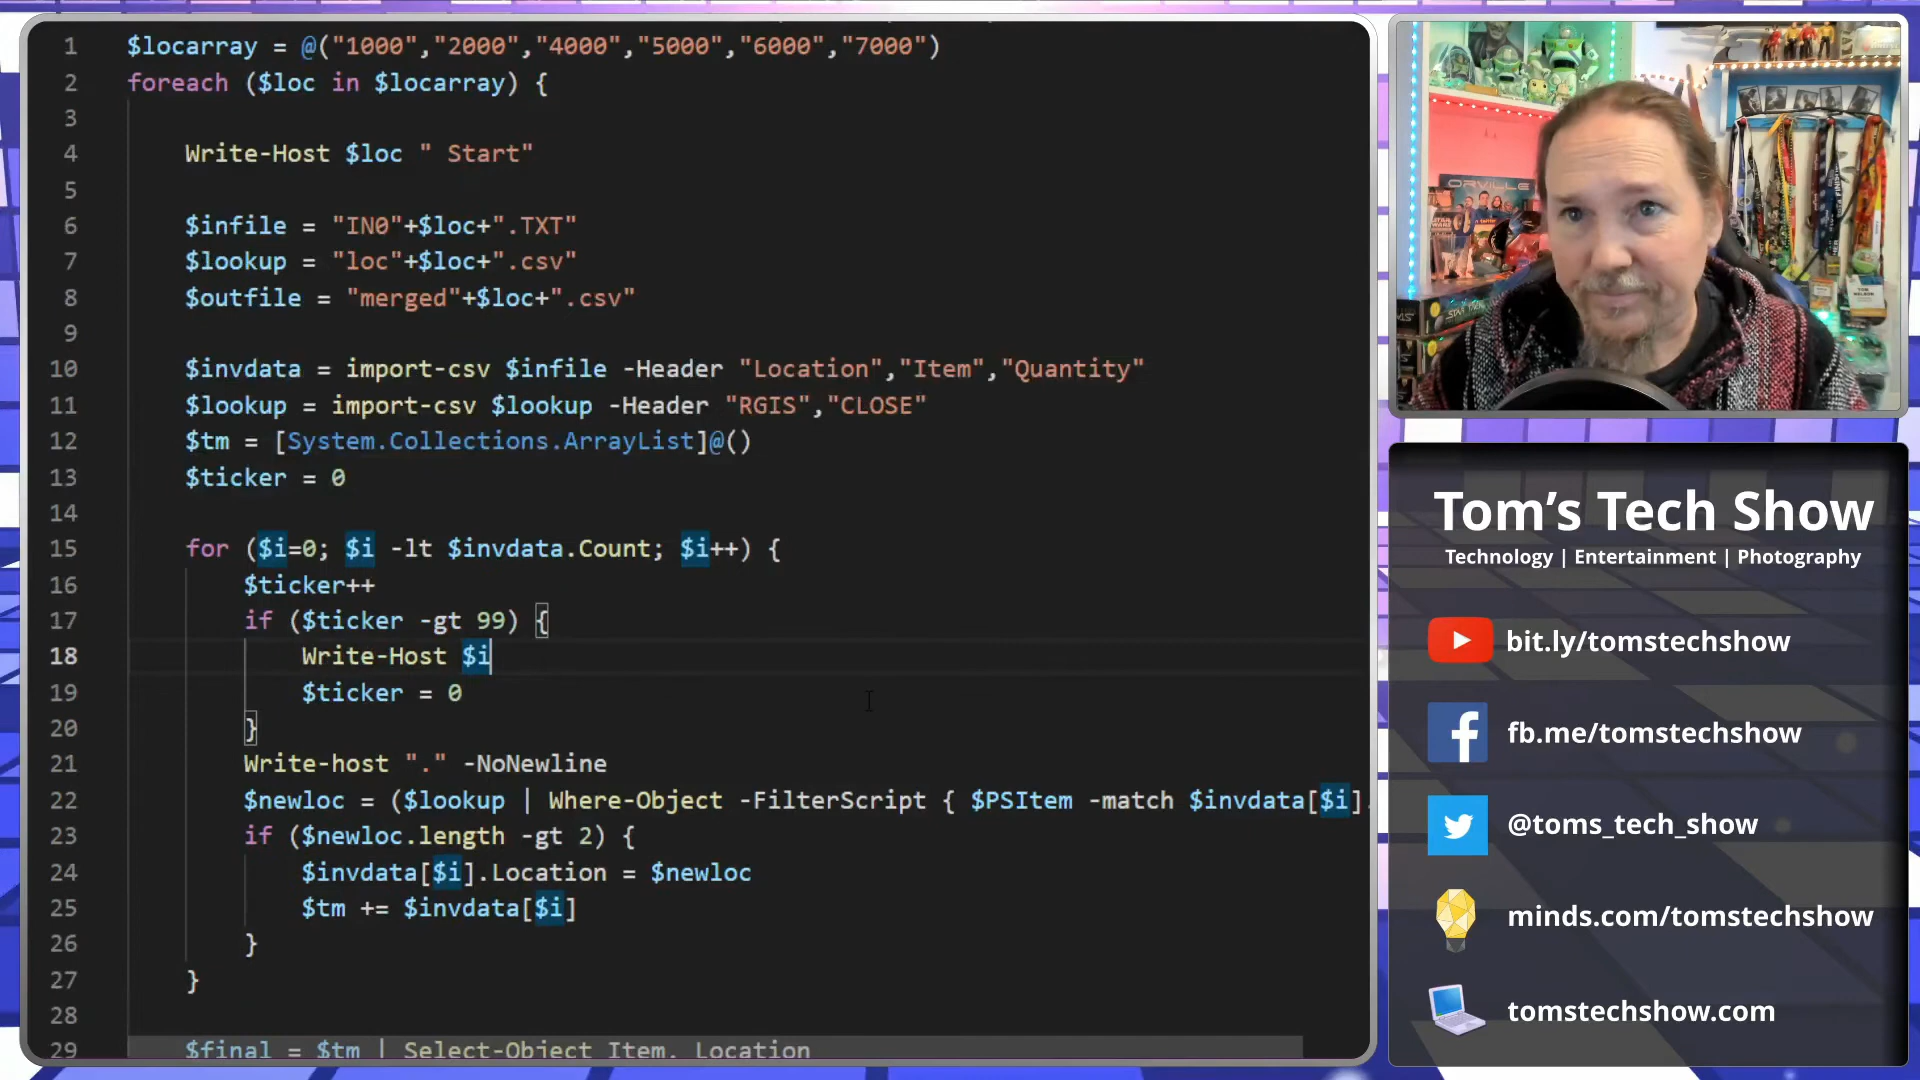 1 $locarray = @("1000","2000","4000","5000","6000","7000")
2 foreach ($loc in $locarray) {
3
4 Write-Host $loc " Start"
5
6 $infile = "IN0"+$loc+".TXT"
7 $lookup = "loc"+$loc+".csv"
8 $outfile = "merged"+$loc+".csv"
9
10 $invdata = import-csv $infile -Header "Location","Item","Quantity"
11 $lookup = import-csv $lookup -Header "RGIS","CLOSE"
12 $tm = [System.Collections.ArrayList]@()
13 $ticker = 0
14
15 for ($i=0; $i -lt $invdata.Count; $i++) {
16 $ticker++
17 if ($ticker -gt 99) {
18 Write-Host $i
19 $ticker = 0
20 }
21 Write-host "." -NoNewline
22 $newloc = ($lookup | Where-Object -FilterScript { $PSItem -match $invdata[$i].
23 if ($newloc.length -gt 2) {
24 $invdata[$i].Location = $newloc
25 $tm += $invdata[$i]
26 }
27 }
28
29 $final = $tm | Select-Object Item, Location
ORVILLE
STAR WARS
Tom's Tech Show
Technology | Entertainment | Photography
bit.ly/tomstechshow
fb.me/tomstechshow
@toms_tech_show
minds.com/tomstechshow
tomstechshow.com